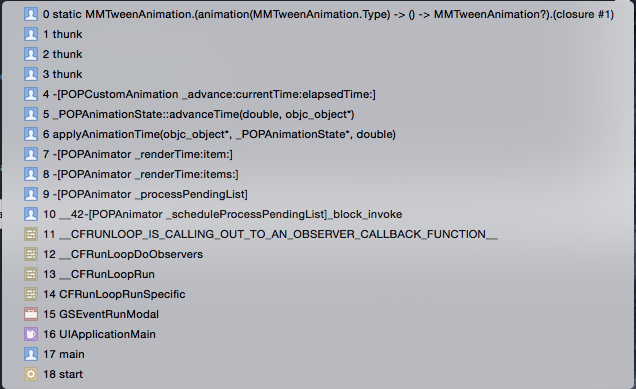 0 static MMTweenAnimation.(animation(MMTweenAnimation.Type) -> () -> MMTweenAnimation?).(closure #1)
1 thunk
2 thunk
3 thunk
4 -[POPCustomAnimation _advance:currentTime:elapsedTime:]
5 _POPAnimationState::advanceTime(double, objc_object*)
6 applyAnimationTime(objc_object*, _POPAnimationState*, double)
7 -[POPAnimator _renderTime:item:]
8 -[POPAnimator _renderTime:items:]
9 -[POPAnimator _processPendingList]
10 __42-[POPAnimator _scheduleProcessPendingList]_block_invoke
11 __CFRUNLOOP_IS_CALLING_OUT_TO_AN_OBSERVER_CALLBACK_FUNCTION__
12 __CFRunLoopDoObservers
13 __CFRunLoopRun
14 CFRunLoopRunSpecific
15 GSEventRunModal
16 UIApplicationMain
17 main
18 start